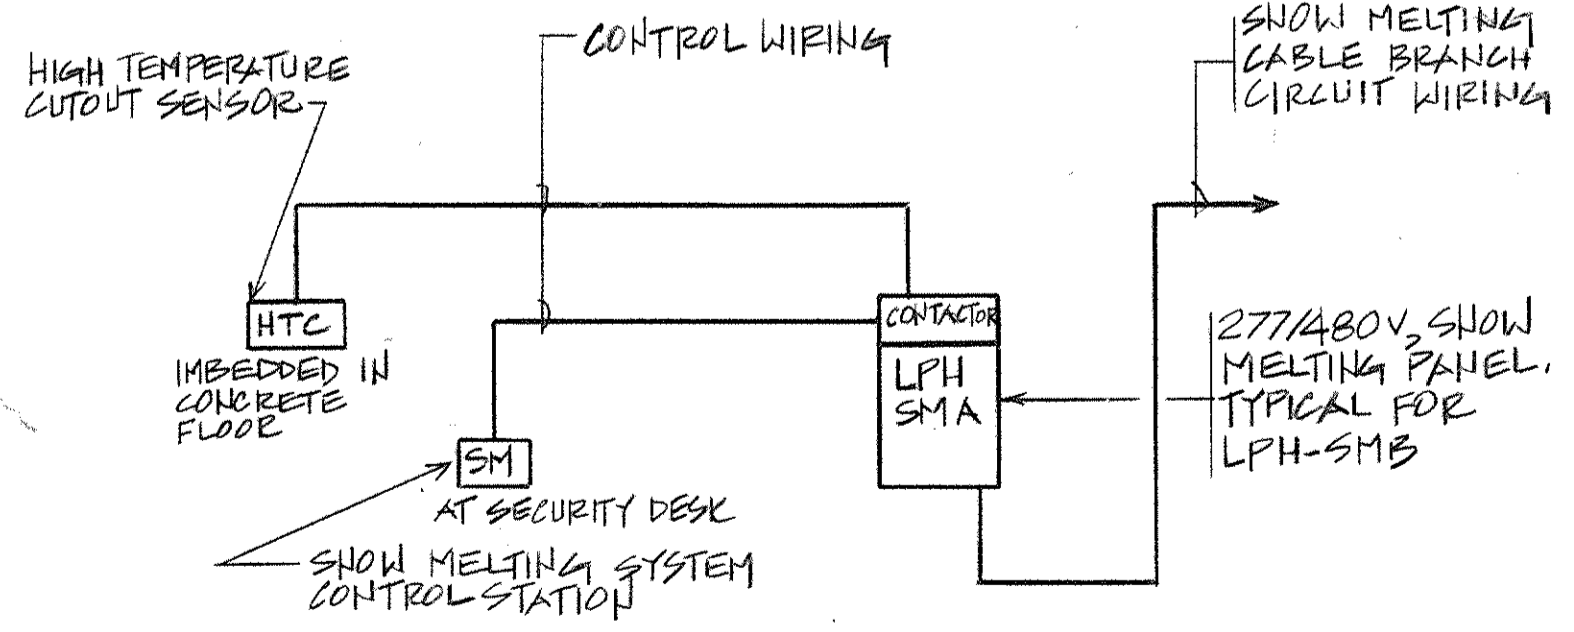 HIGH TEMPERATURE
CUTOUT SENSOR
CONTROL WIRING
SNOW MELTING
CABLE BRANCH
CIRCUIT WIRING
HTC
IMBEDDED IN
CONCRETE
FLOOR
SM
AT SECURITY DESK
SNOW MELTING SYSTEM
CONTROL STATION
CONTACTOR
LPH
SMA
277/480V, SNOW
MELTING PANEL.
TYPICAL FOR
LPH-SMB